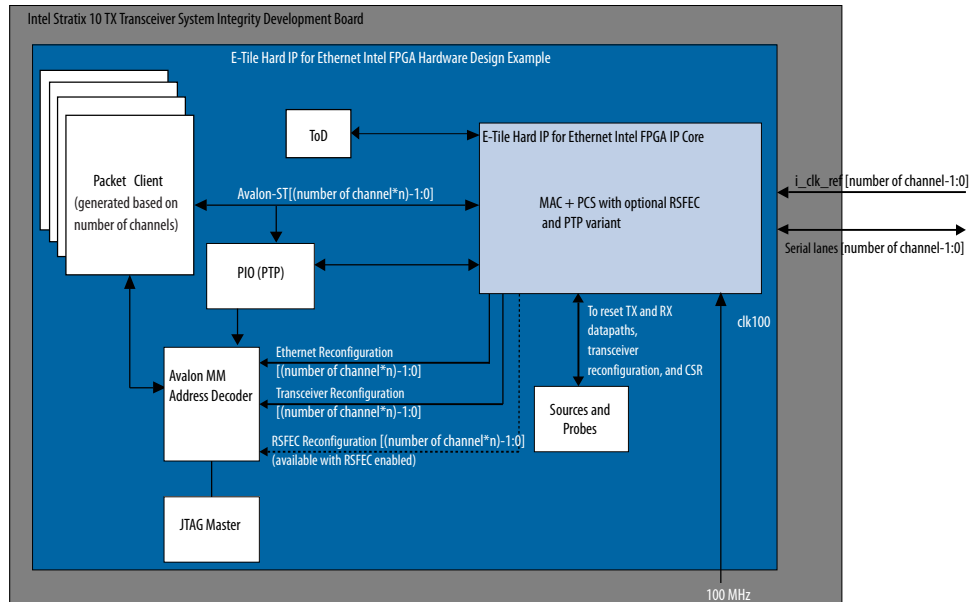 Intel Stratix 10 TX Transceiver System Integrity Development Board
E-Tile Hard IP for Ethernet Intel FPGA Hardware Design Example
ToD
E-Tile Hard IP for Ethernet Intel FPGA IP Core
Packet Client
(generated based on
number of channels)
Avalon-ST[(number of channel*n)-1:0]
MAC + PCS with optional RSFEC
and PTP variant
i_clk_ref [number of channel-1:0]
Serial lanes [number of channel-1:0]
PIO (PTP)
To reset TX and RX
datapaths,
transceiver
reconfiguration, and CSR
clk100
Ethernet Reconfiguration
[(number of channel*n)-1:0]
Avalon MM
Address Decoder
Transceiver Reconfiguration
[(number of channel*n)-1:0]
Sources and
Probes
RSFEC Reconfiguration [(number of channel*n)-1:0]
(available with RSFEC enabled)
JTAG Master
100 MHz